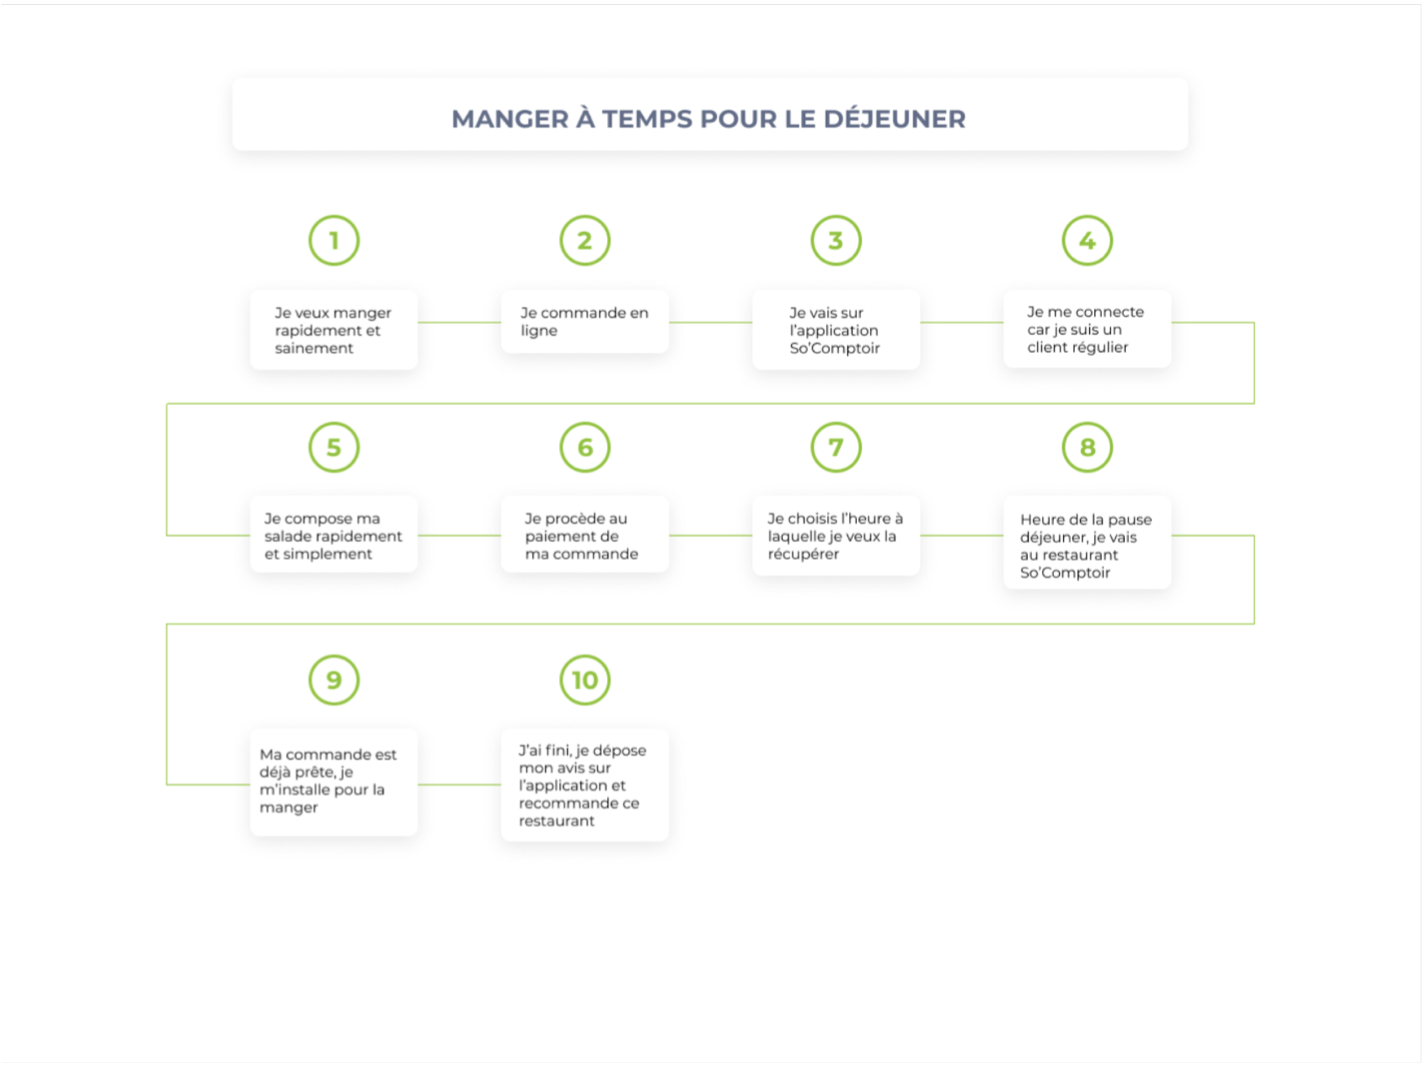 MANGER À TEMPS POUR LE DÉJEUNER
1
Je veux manger
rapidement et
sainement
2
Je commande en
ligne
3
Je vais sur
l'application
So'Comptoir
4
Je me connecte
car je suis un
client régulier
5
Je compose ma
salade rapidement
et simplement
6
Je procède au
paiement de
ma commande
7
Je choisis l'heure à
laquelle je veux la
récupérer
8
Heure de la pause
déjeuner, je vais
au restaurant
So'Comptoir
9
Ma commande est
déjà prête, je
m'installe pour la
manger
10
J'ai fini, je dépose
mon avis sur
l'application et
recommande ce
restaurant